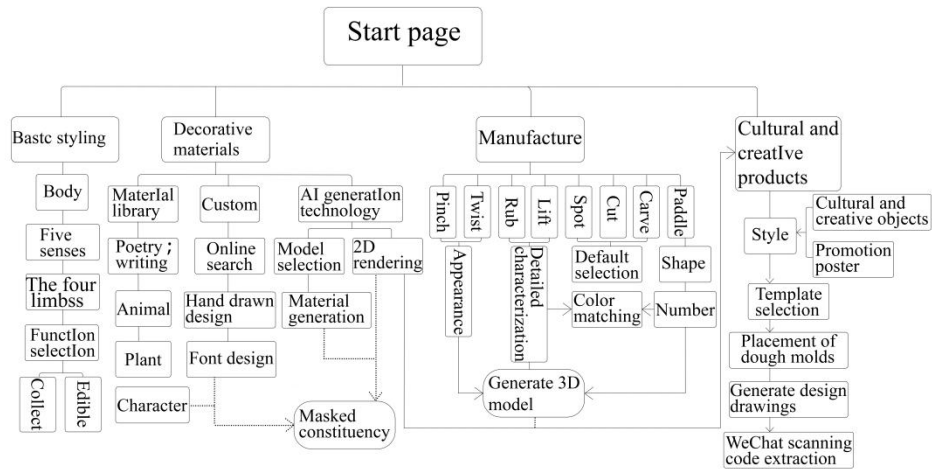 Start page
Bastc styling
Body
Five
senses
The four
limbss
FunctIon
selectIon
Collect
Edible
Decorative
materials
MaterIal
library
Poetry;
writing
Animal
Plant
Character
Custom
Online
search
Hand drawn
design
Font design
AI generatIon
technology
Model
selection
2D
rendering
Material
generation
Masked
constituency
Manufacture
Pinch
Twist
Rub
Lift
Spot
Cut
Carve
Paddle
Appearance
Detailed
characterization
Default
selection
Shape
Color
matching
Number
Generate 3D
model
Cultural and
creatIve
products
Style
Cultural and
creative objects
Promotion
poster
Template
selection
Placement of
dough molds
Generate design
drawings
WeChat scanning
code extraction